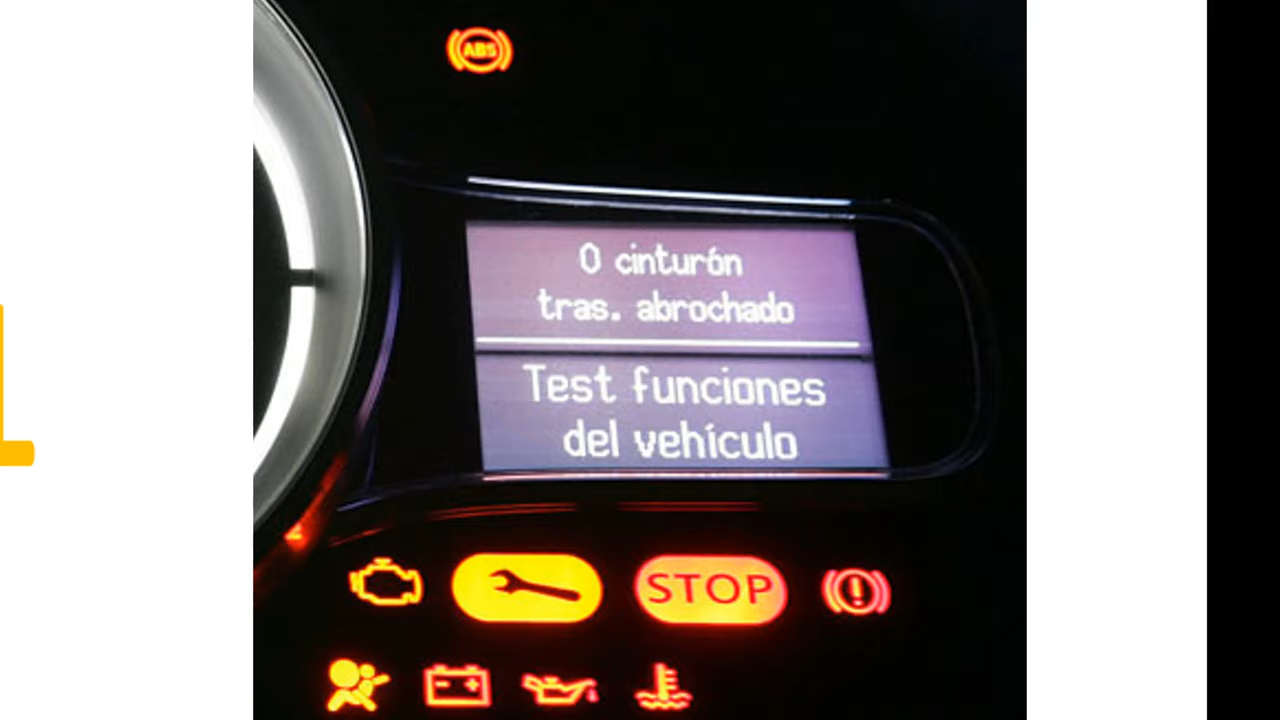 ABS
0 cinturón
tras. abrochado
Test funciones
del vehículo
STOP